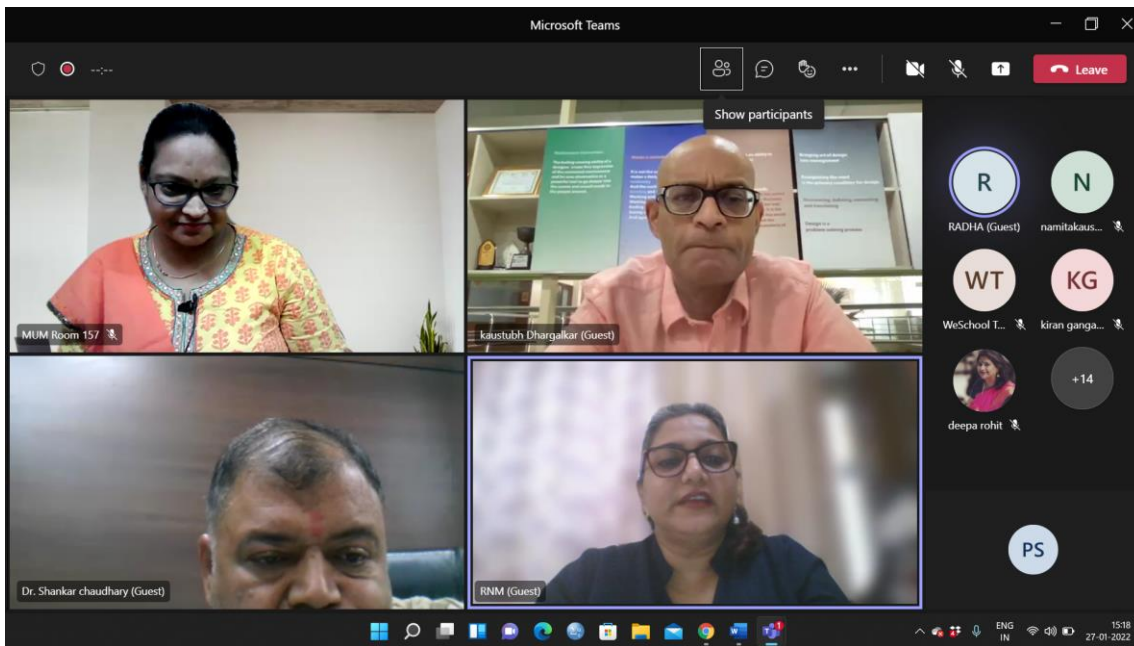 Microsoft Teams
--:--
Leave
Show participants
MUM Room 157
kaustubh Dhargalkar (Guest)
Dr. Shankar chaudhary (Guest)
RNM (Guest)
R
RADHA (Guest)
N
namitakaus...
WT
WeSchool T...
KG
kiran ganga...
deepa rohit
+14
PS
1
ENG
IN
15:18
27-01-2022